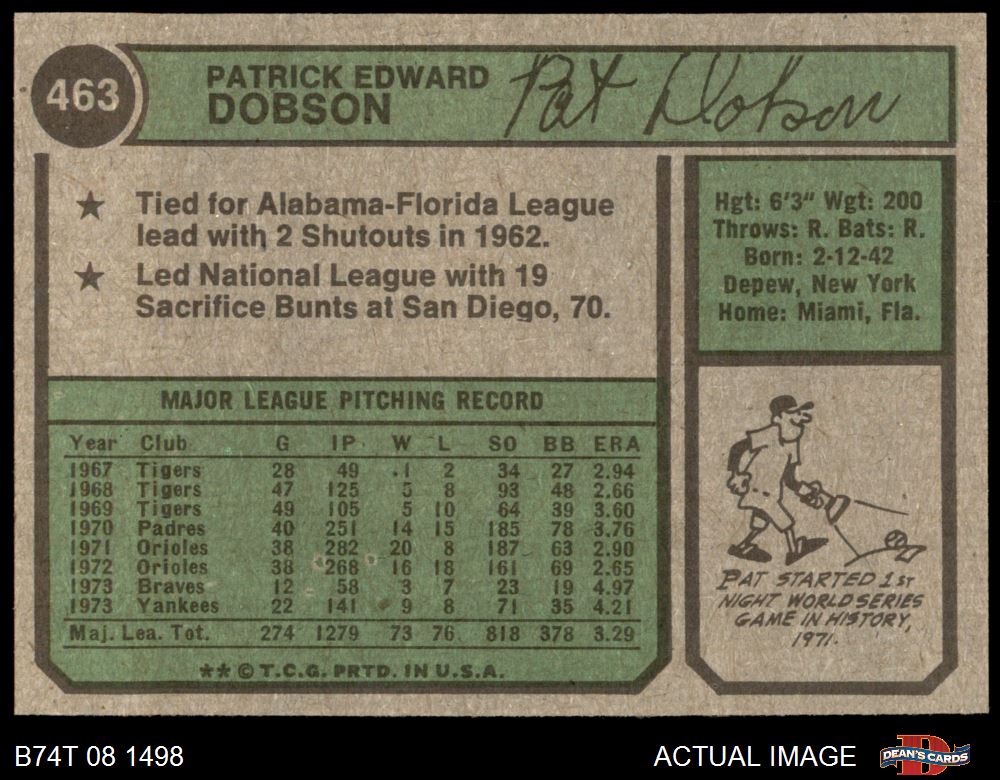 463
PATRICK EDWARD
DOBSON
Pat Dobson
★ Tied for Alabama-Florida League
lead with 2 Shutouts in 1962.
★ Led National League with 19
Sacrifice Bunts at San Diego, 70.
Hgt: 6'3" Wgt: 200
Throws: R. Bats: R.
Born: 2-12-42
Depew, New York
Home: Miami, Fla.
MAJOR LEAGUE PITCHING RECORD
Year Club G IP W L SO BB ERA
1967 Tigers 28 49 1 2 34 27 2.94
1968 Tigers 47 125 5 8 93 48 2.66
1969 Tigers 49 105 5 10 64 39 3.60
1970 Padres 40 251 14 15 185 78 3.76
1971 Orioles 38 282 20 8 187 63 2.90
1972 Orioles 38 268 16 18 161 69 2.65
1973 Braves 12 58 3 7 23 19 4.97
1973 Yankees 22 141 9 8 71 35 4.21
Maj. Lea. Tot. 274 1279 73 76 818 378 3.29
** © T.C.G. PRTD. IN U.S.A.
PAT STARTED 1st
NIGHT WORLD SERIES
GAME IN HISTORY,
1971.
B74T 08 1498
ACTUAL IMAGE
DEAN'S CARDS